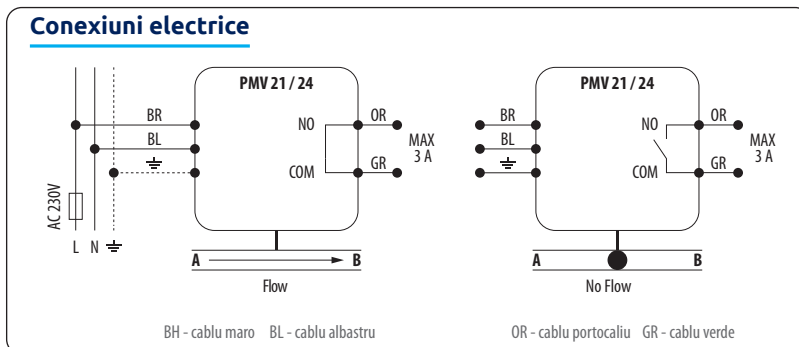 Conexiuni electrice
PMV 21 / 24
BR
BL
NO
COM
OR
GR
MAX
3 A
AC 230V
L N
A B
Flow
PMV 21 / 24
BR
BL
NO
COM
OR
GR
MAX
3 A
A B
No Flow
BH - cablu maro BL - cablu albastru OR - cablu portocaliu GR - cablu verde